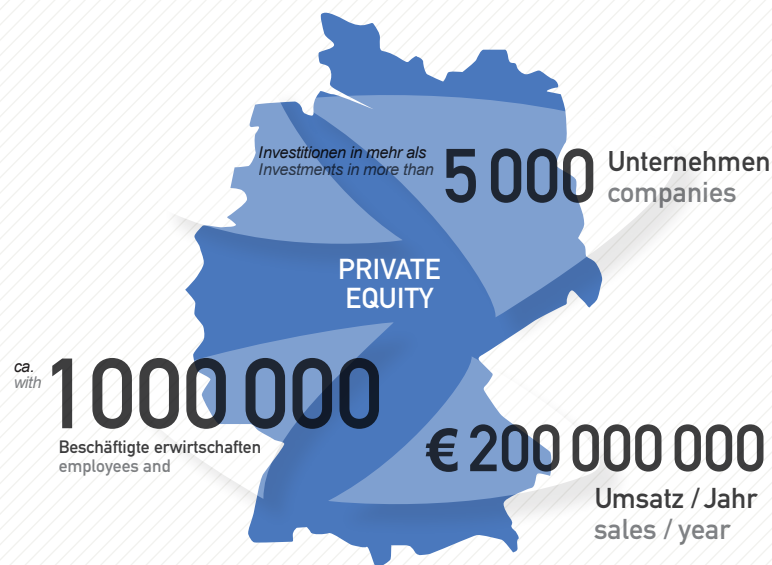 Investitionen in mehr als
Investments in more than
5 000
Unternehmen
companies
PRIVATE
EQUITY
ca.
with
1 000 000
Beschäftigte erwirtschaften
employees and
€ 200 000 000
Umsatz / Jahr
sales / year